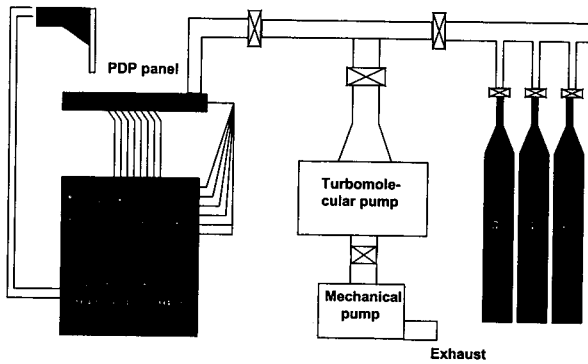 PDP panel
Turbomole-
cular pump
Mechanical
pump
Exhaust